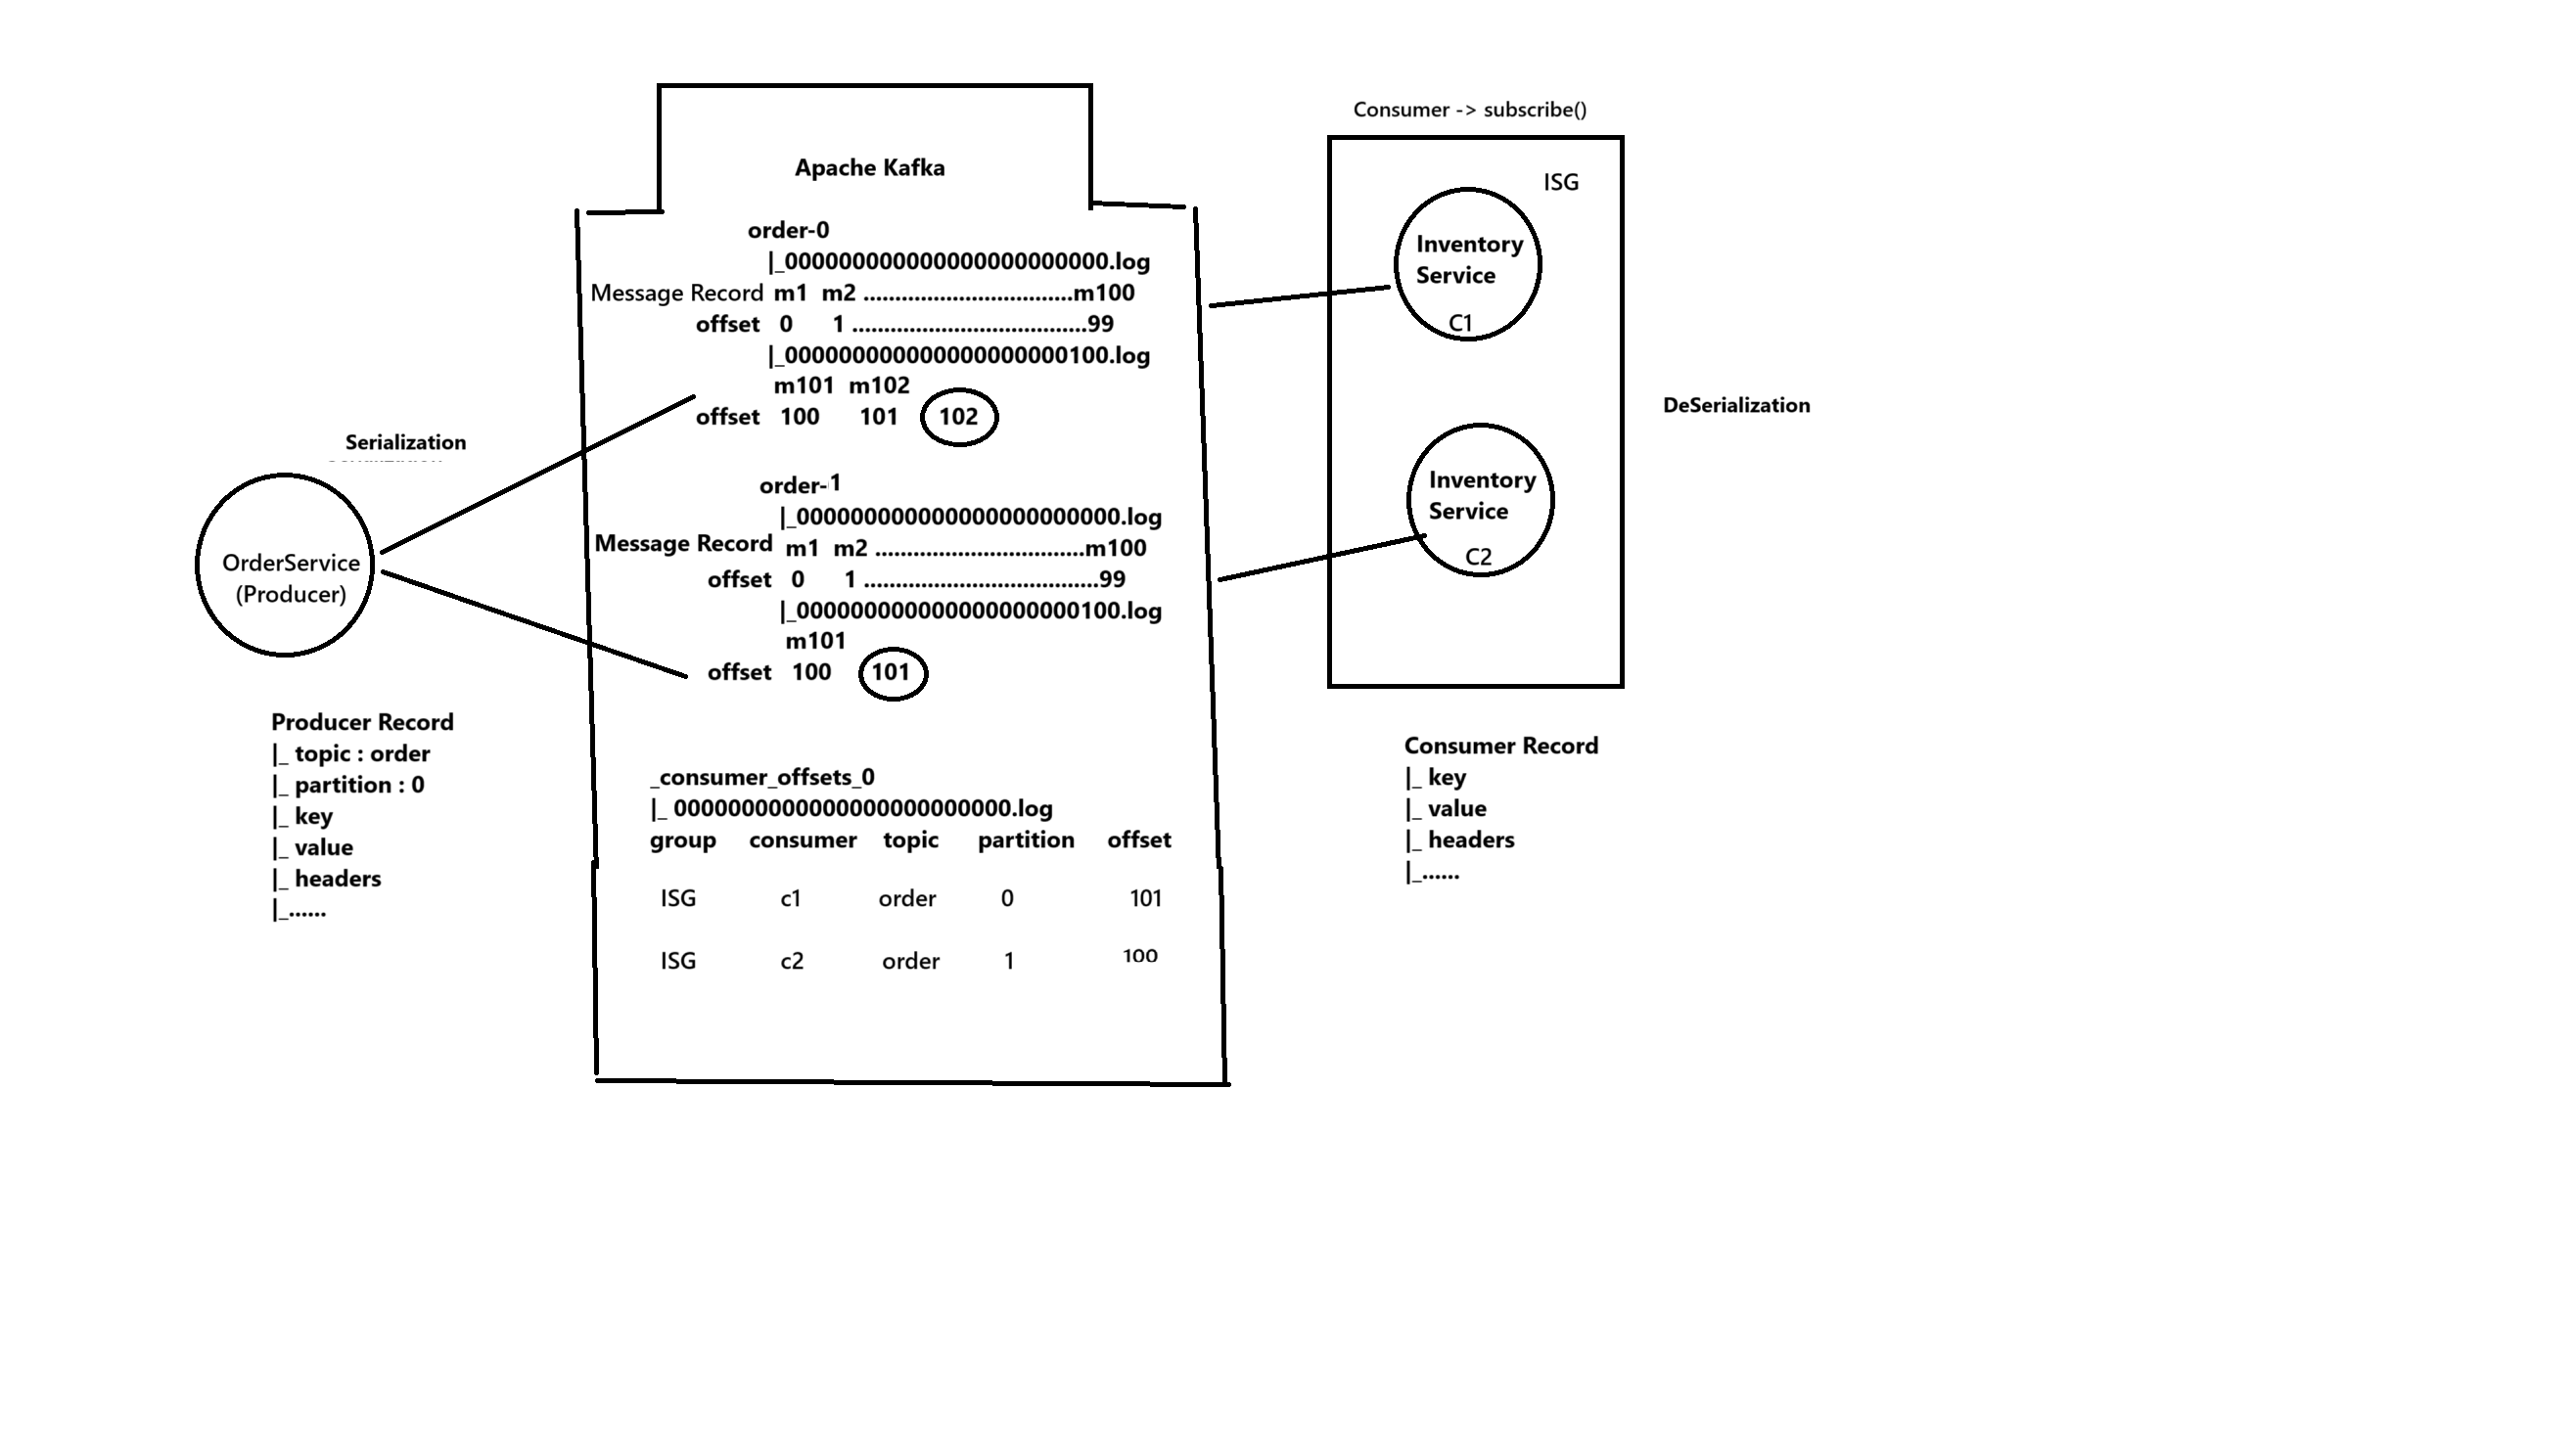 Consumer -> subscribe()
Apache Kafka
ISG
order-0
|_000000000000000000000000.log
Message Record m1 m2 .................................m100
offset 0 1 .....................................99
|_000000000000000000000100.log
m101 m102
offset 100 101 102
Inventory
Service
C1
Serialization
DeSerialization
order-1
|_000000000000000000000000.log
Message Record m1 m2 .................................m100
offset 0 1 .....................................99
|_000000000000000000000100.log
m101
offset 100 101
Inventory
Service
C2
OrderService
(Producer)
Producer Record
|_ topic : order
|_ partition : 0
|_ key
|_ value
|_ headers
|_......
_consumer_offsets_0
|_ 0000000000000000000000000.log
group consumer topic partition offset
ISG c1 order 0 101
ISG c2 order 1 100
Consumer Record
|_ key
|_ value
|_ headers
|_......